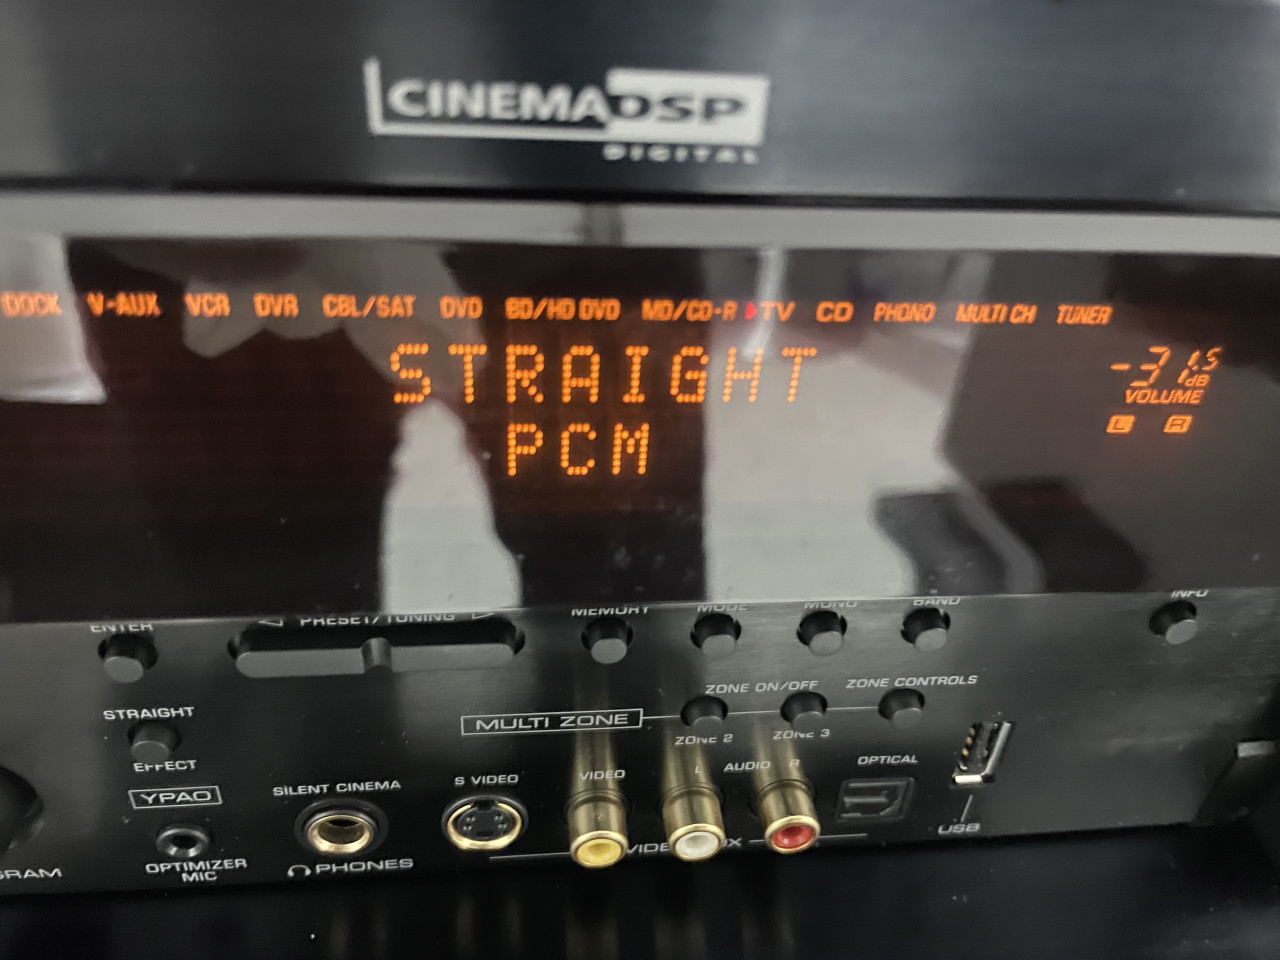 CINEMA DSP
DIGITAL
DOCK V-AUX VCR DVR CBL/SAT DVD BD/HD DVD MD/CD-R TV CD PHONO MULTI CH TUNER
STRAIGHT
-31.5
dB
VOLUME
L R
PCM
ENTER
PRESET/TUNING
MEMORY
MODE
MONO
BAND
INFO
STRAIGHT
EFFECT
MULTI ZONE
ZONE ON/OFF
ZONE CONTROLS
ZONE 2
ZONE 3
YPAO
OPTIMIZER
MIC
SILENT CINEMA
PHONES
S VIDEO
VIDEO
L AUDIO R
OPTICAL
USB